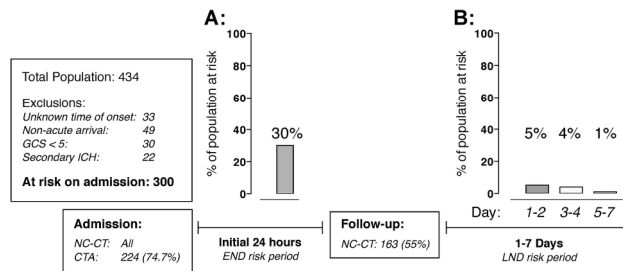 A:
B:
Total Population: 434
Exclusions:
Unknown time of onset: 33
Non-acute arrival: 49
GCS < 5: 30
Secondary ICH: 22
At risk on admission: 300
% of population at risk
100
80
60
40
20
0
30%
% of population at risk
100
80
60
40
20
0
5% 4% 1%
Day: 1-2 3-4 5-7
Admission:
NC-CT: All
CTA: 224 (74.7%)
Initial 24 hours
END risk period
Follow-up:
NC-CT: 163 (55%)
1-7 Days
LND risk period